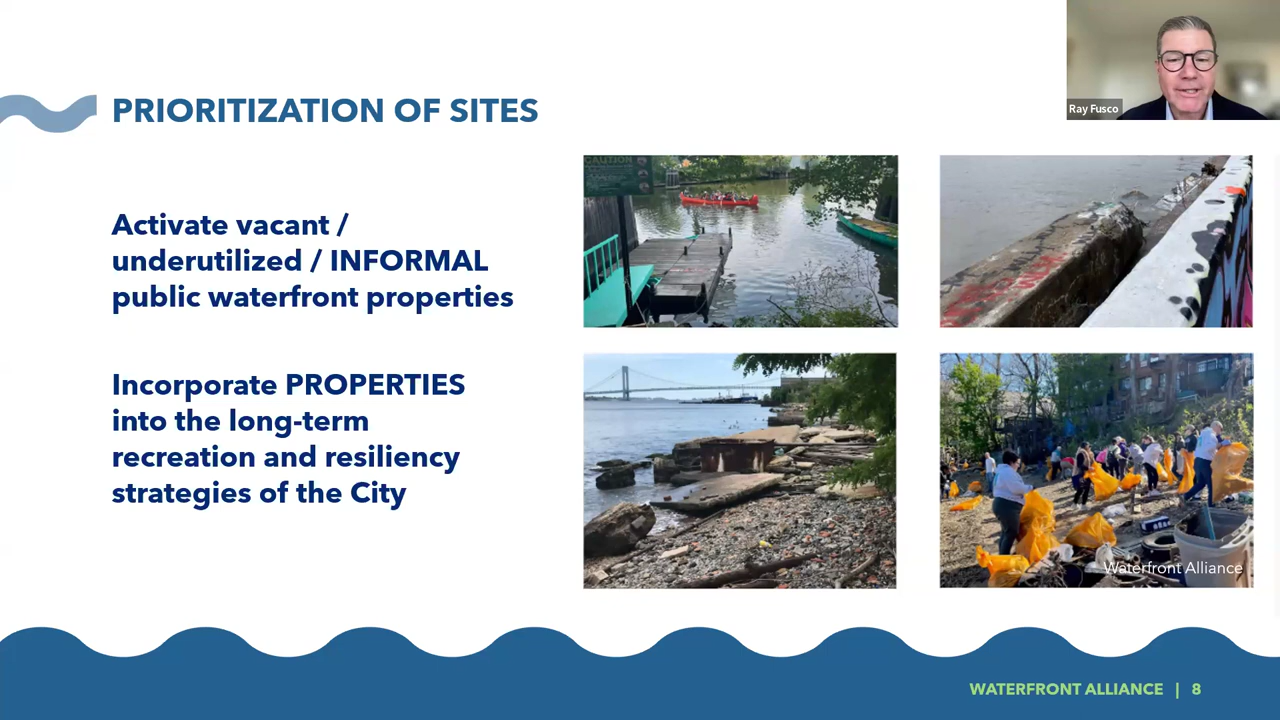 Ray Fusco
PRIORITIZATION OF SITES
Activate vacant /
underutilized / INFORMAL
public waterfront properties
Incorporate PROPERTIES
into the long-term
recreation and resiliency
strategies of the City
CAUTION
Waterfront Alliance
WATERFRONT ALLIANCE | 8